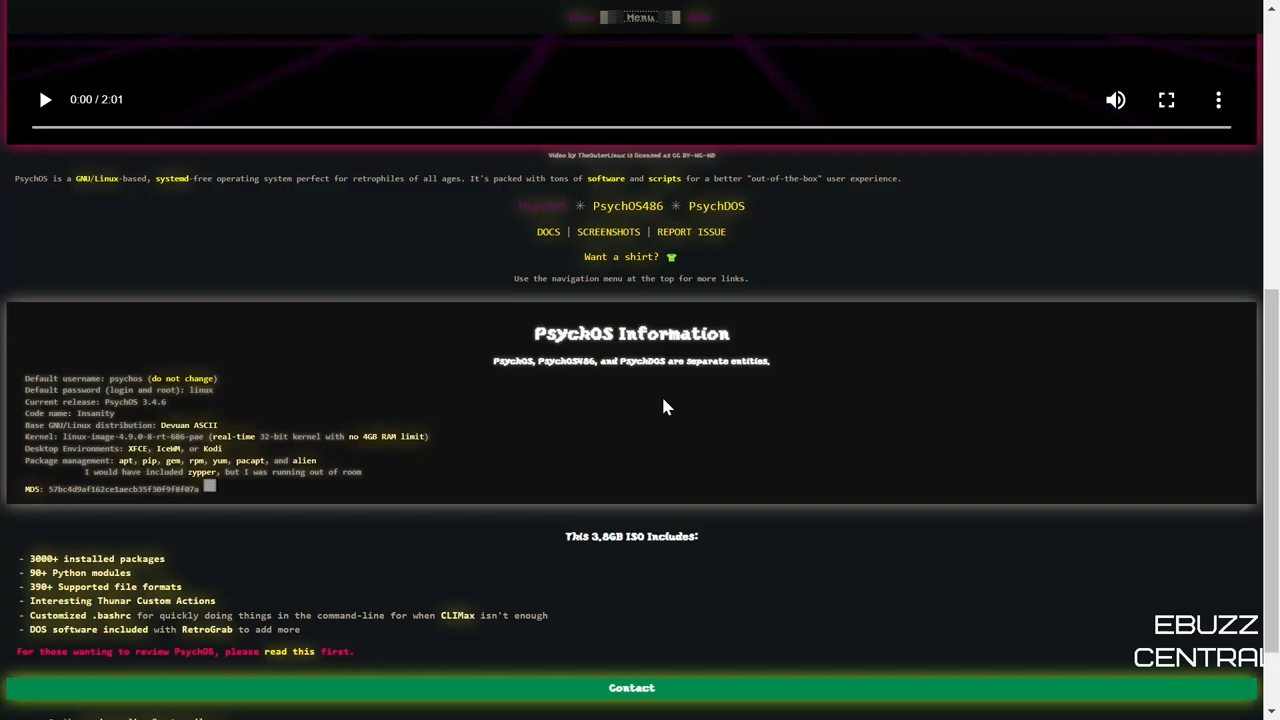 Menu
0:00 / 2:01
Video by TheOuterLinux is licensed as CC BY-NC-ND
PsychOS is a GNU/Linux-based, systemd-free operating system perfect for retrophiles of all ages. It's packed with tons of software and scripts for a better "out-of-the-box" user experience.
PsychOS ✳ PsychOS486 ✳ PsychDOS
DOCS | SCREENSHOTS | REPORT ISSUE
Want a shirt?
Use the navigation menu at the top for more links.
PsychOS Information
PsychOS, PsychOS486, and PsychDOS are separate entities.
Default username: psychos (do not change)
Default password (login and root): linux
Current release: PsychOS 3.4.6
Code name: Insanity
Base GNU/Linux distribution: Devuan ASCII
Kernel: linux-image-4.9.0-8-rt-686-pae (real-time 32-bit kernel with no 4GB RAM limit)
Desktop Environments: XFCE, IceWM, or Kodi
Package management: apt, pip, gem, rpm, yum, pacapt, and alien
I would have included zypper, but I was running out of room
MD5: 57bc4d9af162ce1aecb35f30f9f8f07a
This 3.8GB ISO Includes:
- 3000+ installed packages
- 90+ Python modules
- 390+ Supported file formats
- Interesting Thunar Custom Actions
- Customized .bashrc for quickly doing things in the command-line for when CLIMax isn't enough
- DOS software included with RetroGrab to add more
For those wanting to review PsychOS, please read this first.
EBUZZ
CENTRAL
Contact